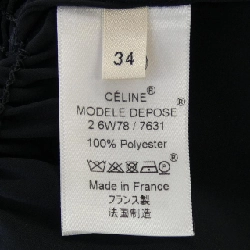 34
CÉLINE®
MODELE DEPOSE®
2 6W78 / 7631
100% Polyester
Made in France
フランス製
法国制造